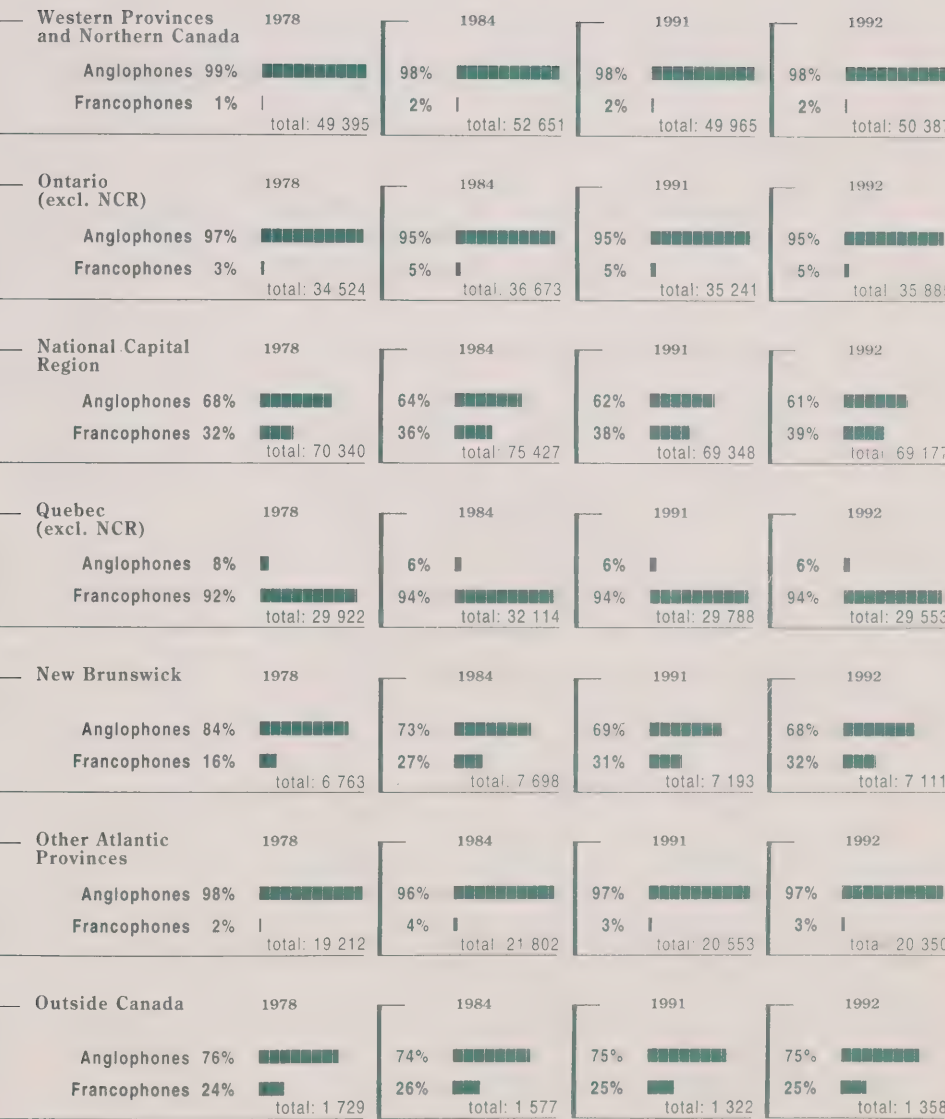 Western Provinces and Northern Canada 1978 1984 1991 1992
Anglophones 99% 98% 98% 98%
Francophones 1% 2% 2% 2%
total: 49 395 total: 52 651 total: 49 965 total: 50 387
Ontario (excl. NCR) 1978 1984 1991 1992
Anglophones 97% 95% 95% 95%
Francophones 3% 5% 5% 5%
total: 34 524 total: 36 673 total: 35 241 total 35 885
National Capital Region 1978 1984 1991 1992
Anglophones 68% 64% 62% 61%
Francophones 32% 36% 38% 39%
total: 70 340 total: 75 427 total: 69 348 total 69 177
Quebec (excl. NCR) 1978 1984 1991 1992
Anglophones 8% 6% 6% 6%
Francophones 92% 94% 94% 94%
total: 29 922 total: 32 114 total: 29 788 total: 29 553
New Brunswick 1978 1984 1991 1992
Anglophones 84% 73% 69% 68%
Francophones 16% 27% 31% 32%
total: 6 763 total: 7 698 total: 7 193 total: 7 111
Other Atlantic Provinces 1978 1984 1991 1992
Anglophones 98% 96% 97% 97%
Francophones 2% 4% 3% 3%
total: 19 212 total 21 802 total: 20 553 total 20 350
Outside Canada 1978 1984 1991 1992
Anglophones 76% 74% 75% 75%
Francophones 24% 26% 25% 25%
total: 1 729 total: 1 577 total: 1 322 total: 1 358